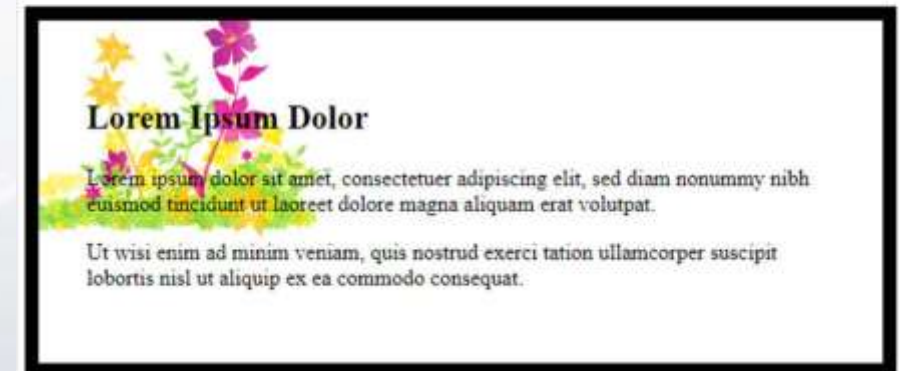 Lorem Ipsum Dolor
Lorem ipsum dolor sit amet, consectetuer adipiscing elit, sed diam nonummy nibh
euismod tincidunt ut laoreet dolore magna aliquam erat volutpat.
Ut wisi enim ad minim veniam, quis nostrud exerci tation ullamcorper suscipit
lobortis nisl ut aliquip ex ea commodo consequat.